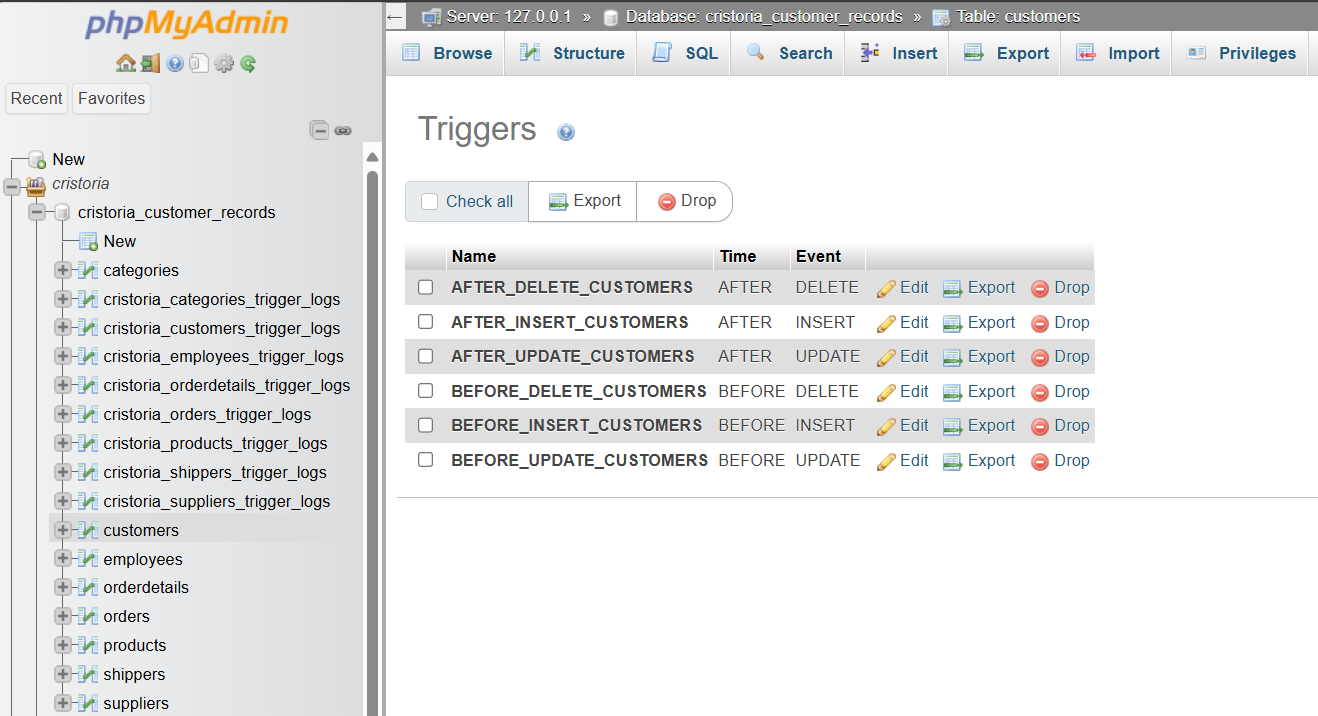 phpMyAdmin
Recent Favorites
New
cristoria
cristoria_customer_records
New
categories
cristoria_categories_trigger_logs
cristoria_customers_trigger_logs
cristoria_employees_trigger_logs
cristoria_orderdetails_trigger_logs
cristoria_orders_trigger_logs
cristoria_products_trigger_logs
cristoria_shippers_trigger_logs
cristoria_suppliers_trigger_logs
customers
employees
orderdetails
orders
products
shippers
suppliers
← Server: 127.0.0.1 » Database: cristoria_customer_records » Table: customers
Browse Structure SQL Search Insert Export Import Privileges
Triggers
Check all Export Drop
Name Time Event
AFTER_DELETE_CUSTOMERS AFTER DELETE Edit Export Drop
AFTER_INSERT_CUSTOMERS AFTER INSERT Edit Export Drop
AFTER_UPDATE_CUSTOMERS AFTER UPDATE Edit Export Drop
BEFORE_DELETE_CUSTOMERS BEFORE DELETE Edit Export Drop
BEFORE_INSERT_CUSTOMERS BEFORE INSERT Edit Export Drop
BEFORE_UPDATE_CUSTOMERS BEFORE UPDATE Edit Export Drop